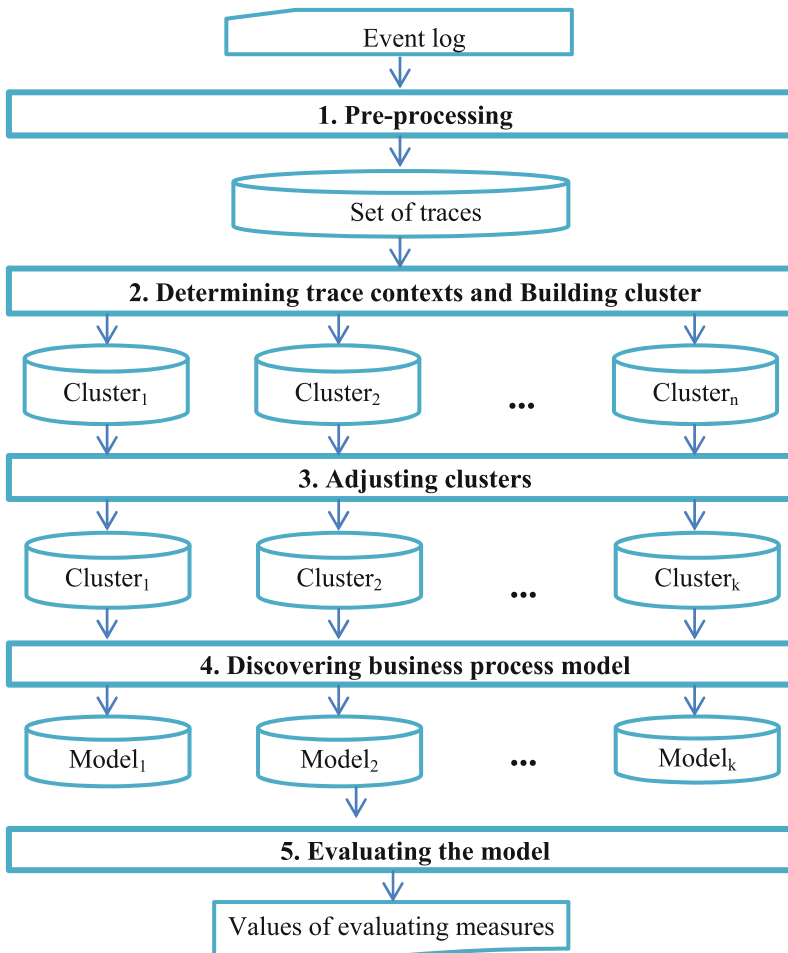 Event log
1. Pre-processing
Set of traces
2. Determining trace contexts and Building cluster
Cluster₁ Cluster₂ ... Clusterₙ
3. Adjusting clusters
Cluster₁ Cluster₂ ... Clusterₖ
4. Discovering business process model
Model₁ Model₂ ... Modelₖ
5. Evaluating the model
Values of evaluating measures